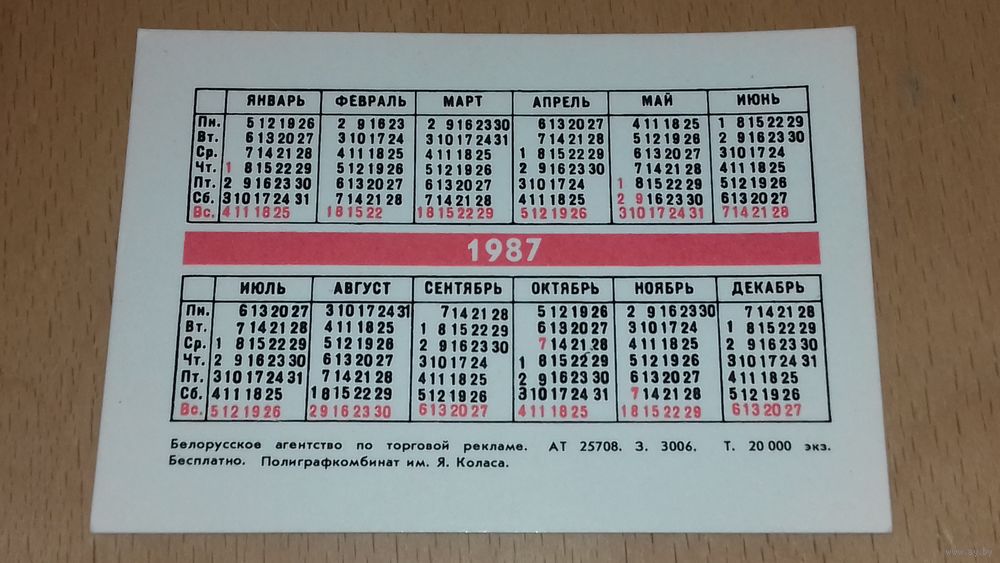 ЯНВАРЬ ФЕВРАЛЬ МАРТ АПРЕЛЬ МАЙ ИЮНЬ
Пн. 5 12 19 26 2 9 16 23 2 9 16 23 30 6 13 20 27 4 11 18 25 1 8 15 22 29
Вт. 6 13 20 27 3 10 17 24 3 10 17 24 31 7 14 21 28 5 12 19 26 2 9 16 23 30
Ср. 7 14 21 28 4 11 18 25 4 11 18 25 1 8 15 22 29 6 13 20 27 3 10 17 24
Чт. 1 8 15 22 29 5 12 19 26 5 12 19 26 2 9 16 23 30 7 14 21 28 4 11 18 25
Пт. 2 9 16 23 30 6 13 20 27 6 13 20 27 3 10 17 24 1 8 15 22 29 5 12 19 26
Сб. 3 10 17 24 31 7 14 21 28 7 14 21 28 4 11 18 25 2 9 16 23 30 6 13 20 27
Вс. 4 11 18 25 1 8 15 22 1 8 15 22 29 5 12 19 26 3 10 17 24 31 7 14 21 28
1987
ИЮЛЬ АВГУСТ СЕНТЯБРЬ ОКТЯБРЬ НОЯБРЬ ДЕКАБРЬ
Пн. 6 13 20 27 3 10 17 24 31 7 14 21 28 5 12 19 26 2 9 16 23 30 7 14 21 28
Вт. 7 14 21 28 4 11 18 25 1 8 15 22 29 6 13 20 27 3 10 17 24 1 8 15 22 29
Ср. 1 8 15 22 29 5 12 19 26 2 9 16 23 30 7 14 21 28 4 11 18 25 2 9 16 23 30
Чт. 2 9 16 23 30 6 13 20 27 3 10 17 24 1 8 15 22 29 5 12 19 26 3 10 17 24 31
Пт. 3 10 17 24 31 7 14 21 28 4 11 18 25 2 9 16 23 30 6 13 20 27 4 11 18 25
Сб. 4 11 18 25 1 8 15 22 29 5 12 19 26 3 10 17 24 31 7 14 21 28 5 12 19 26
Вс. 5 12 19 26 2 9 16 23 30 6 13 20 27 4 11 18 25 1 8 15 22 29 6 13 20 27
Белорусское агентство по торговой рекламе. АТ 25708. З. 3006. Т. 20 000 экз.
Бесплатно. Полиграфкомбинат им. Я. Коласа.
www.ay.by